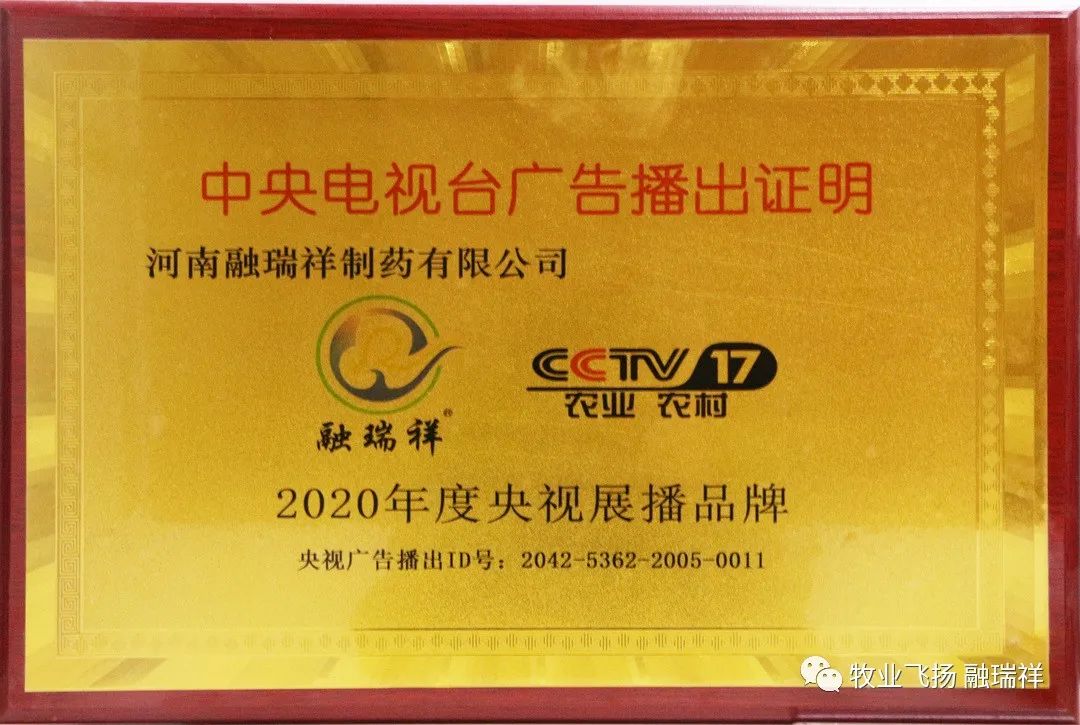 中央电视台广告播出证明
河南融瑞祥制药有限公司
融瑞祥®
CCTV 17
农业 农村
2020年度央视展播品牌
央视广告播出ID号：2042-5362-2005-0011
牧业飞扬 融瑞祥